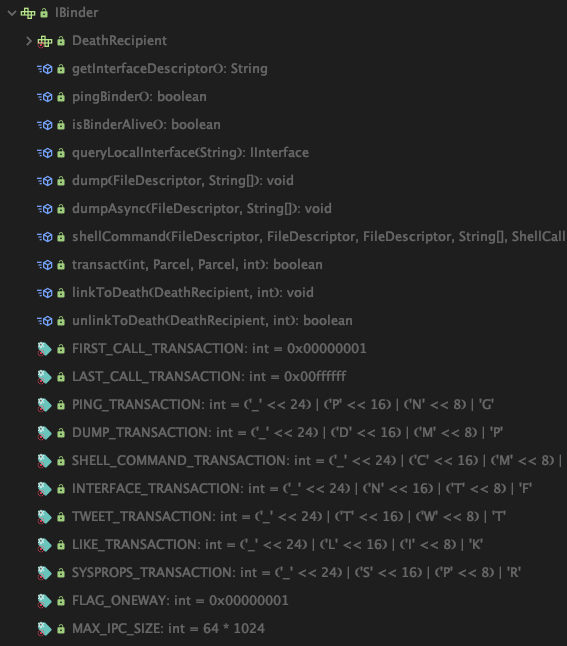 IBinder
DeathRecipient
getInterfaceDescriptor(): String
pingBinder(): boolean
isBinderAlive(): boolean
queryLocalInterface(String): IInterface
dump(FileDescriptor, String[]): void
dumpAsync(FileDescriptor, String[]): void
shellCommand(FileDescriptor, FileDescriptor, FileDescriptor, String[], ShellCall
transact(int, Parcel, Parcel, int): boolean
linkToDeath(DeathRecipient, int): void
unlinkToDeath(DeathRecipient, int): boolean
FIRST_CALL_TRANSACTION: int = 0x00000001
LAST_CALL_TRANSACTION: int = 0x00ffffff
PING_TRANSACTION: int = ('_' << 24) | ('P' << 16) | ('N' << 8) | 'G'
DUMP_TRANSACTION: int = ('_' << 24) | ('D' << 16) | ('M' << 8) | 'P'
SHELL_COMMAND_TRANSACTION: int = ('_' << 24) | ('C' << 16) | ('M' << 8) |
INTERFACE_TRANSACTION: int = ('_' << 24) | ('N' << 16) | ('T' << 8) | 'F'
TWEET_TRANSACTION: int = ('_' << 24) | ('T' << 16) | ('W' << 8) | 'T'
LIKE_TRANSACTION: int = ('_' << 24) | ('L' << 16) | ('I' << 8) | 'K'
SYSPROPS_TRANSACTION: int = ('_' << 24) | ('S' << 16) | ('P' << 8) | 'R'
FLAG_ONEWAY: int = 0x00000001
MAX_IPC_SIZE: int = 64 * 1024